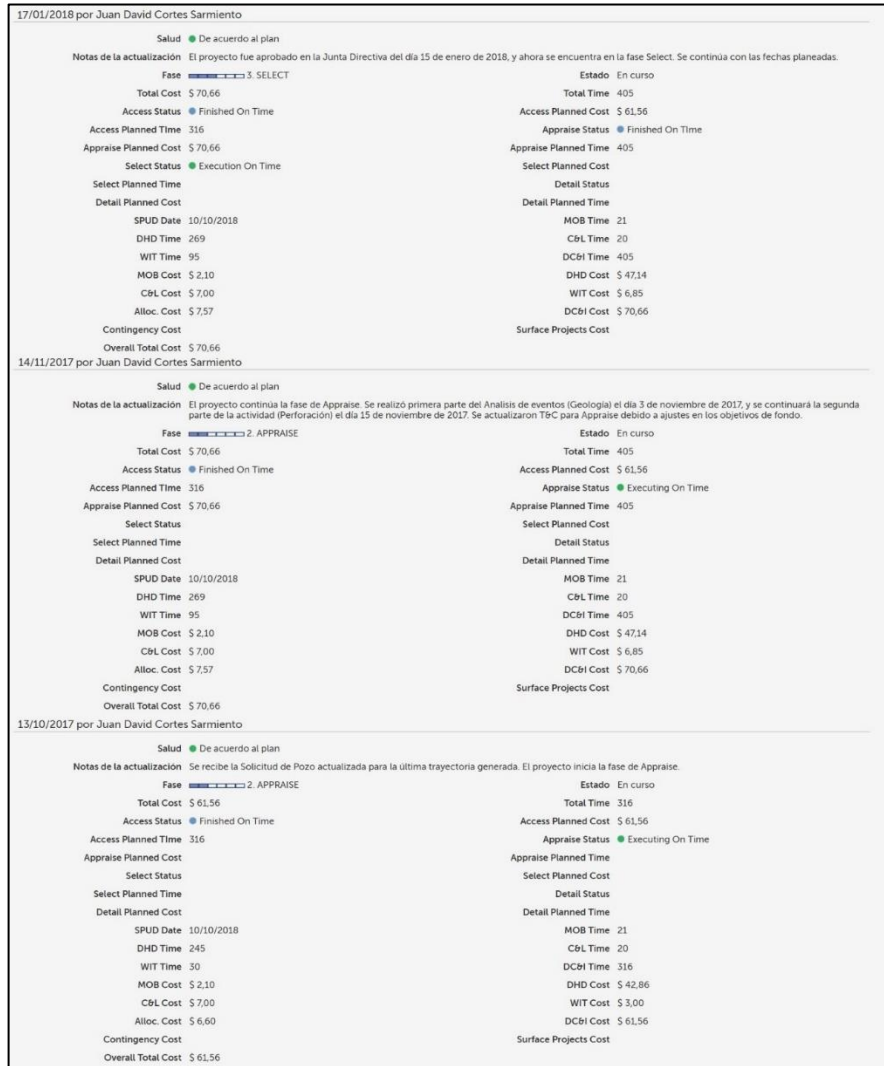 17/01/2018 por Juan David Cortes Sarmiento
Salud De acuerdo al plan
Notas de la actualización El proyecto fue aprobado en la Junta Directiva del día 15 de enero de 2018, y ahora se encuentra en la fase Select. Se continúa con las fechas planeadas.
Fase 3. SELECT Estado En curso
Total Cost $ 70,66 Total Time 405
Access Status Finished On Time Access Planned Cost $ 61,56
Access Planned TIme 316 Appraise Status Finished On TIme
Appraise Planned Cost $ 70,66 Appraise Planned Time 405
Select Status Execution On Time Select Planned Cost
Select Planned Time Detail Status
Detail Planned Cost Detail Planned Time
SPUD Date 10/10/2018 MOB Time 21
DHD Time 269 C&L Time 20
WIT Time 95 DC&I Time 405
MOB Cost $ 2,10 DHD Cost $ 47,14
C&L Cost $ 7,00 WIT Cost $ 6,85
Alloc. Cost $ 7,57 DC&I Cost $ 70,66
Contingency Cost Surface Projects Cost
Overall Total Cost $ 70,66
14/11/2017 por Juan David Cortes Sarmiento
Salud De acuerdo al plan
Notas de la actualización El proyecto continúa la fase de Appraise. Se realizó primera parte del Analisis de eventos (Geología) el día 3 de noviembre de 2017, y se continuará la segunda
parte de la actividad (Perforación) el día 15 de noviembre de 2017. Se actualizaron T&C para Appraise debido a ajustes en los objetivos de fondo.
Fase 2. APPRAISE Estado En curso
Total Cost $ 70,66 Total Time 405
Access Status Finished On Time Access Planned Cost $ 61,56
Access Planned TIme 316 Appraise Status Executing On Time
Appraise Planned Cost $ 70,66 Appraise Planned Time 405
Select Status Select Planned Cost
Select Planned Time Detail Status
Detail Planned Cost Detail Planned Time
SPUD Date 10/10/2018 MOB Time 21
DHD Time 269 C&L Time 20
WIT Time 95 DC&I Time 405
MOB Cost $ 2,10 DHD Cost $ 47,14
C&L Cost $ 7,00 WIT Cost $ 6,85
Alloc. Cost $ 7,57 DC&I Cost $ 70,66
Contingency Cost Surface Projects Cost
Overall Total Cost $ 70,66
13/10/2017 por Juan David Cortes Sarmiento
Salud De acuerdo al plan
Notas de la actualización Se recibe la Solicitud de Pozo actualizada para la última trayectoria generada. El proyecto inicia la fase de Appraise.
Fase 2. APPRAISE Estado En curso
Total Cost $ 61,56 Total Time 316
Access Status Finished On Time Access Planned Cost $ 61,56
Access Planned TIme 316 Appraise Status Executing On Time
Appraise Planned Cost Appraise Planned Time
Select Status Select Planned Cost
Select Planned Time Detail Status
Detail Planned Cost Detail Planned Time
SPUD Date 10/10/2018 MOB Time 21
DHD Time 245 C&L Time 20
WIT Time 30 DC&I Time 316
MOB Cost $ 2,10 DHD Cost $ 42,86
C&L Cost $ 7,00 WIT Cost $ 3,00
Alloc. Cost $ 6,60 DC&I Cost $ 61,56
Contingency Cost Surface Projects Cost
Overall Total Cost $ 61,56